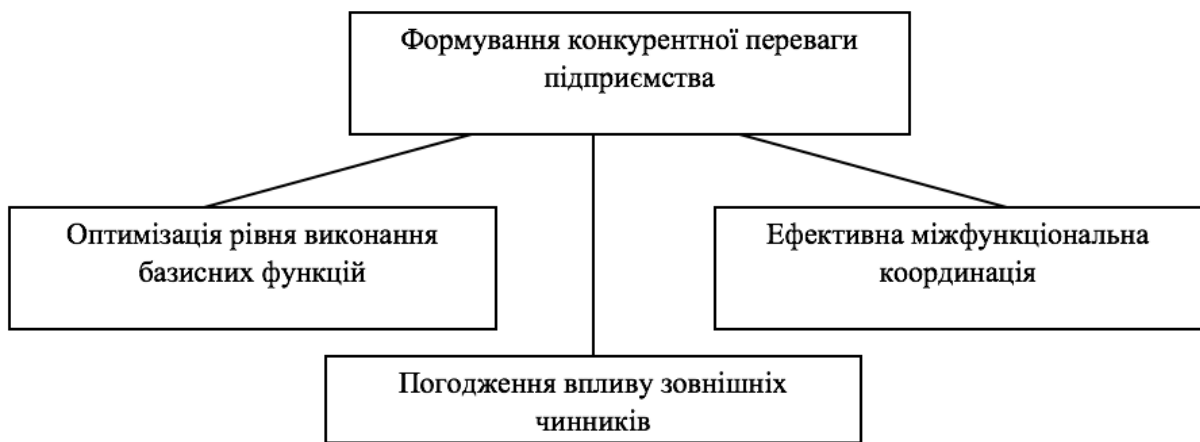 Формування конкурентної переваги
підприємства
Оптимізація рівня виконання
базисних функцій
Ефективна міжфункціональна
координація
Погодження впливу зовнішніх
чинників